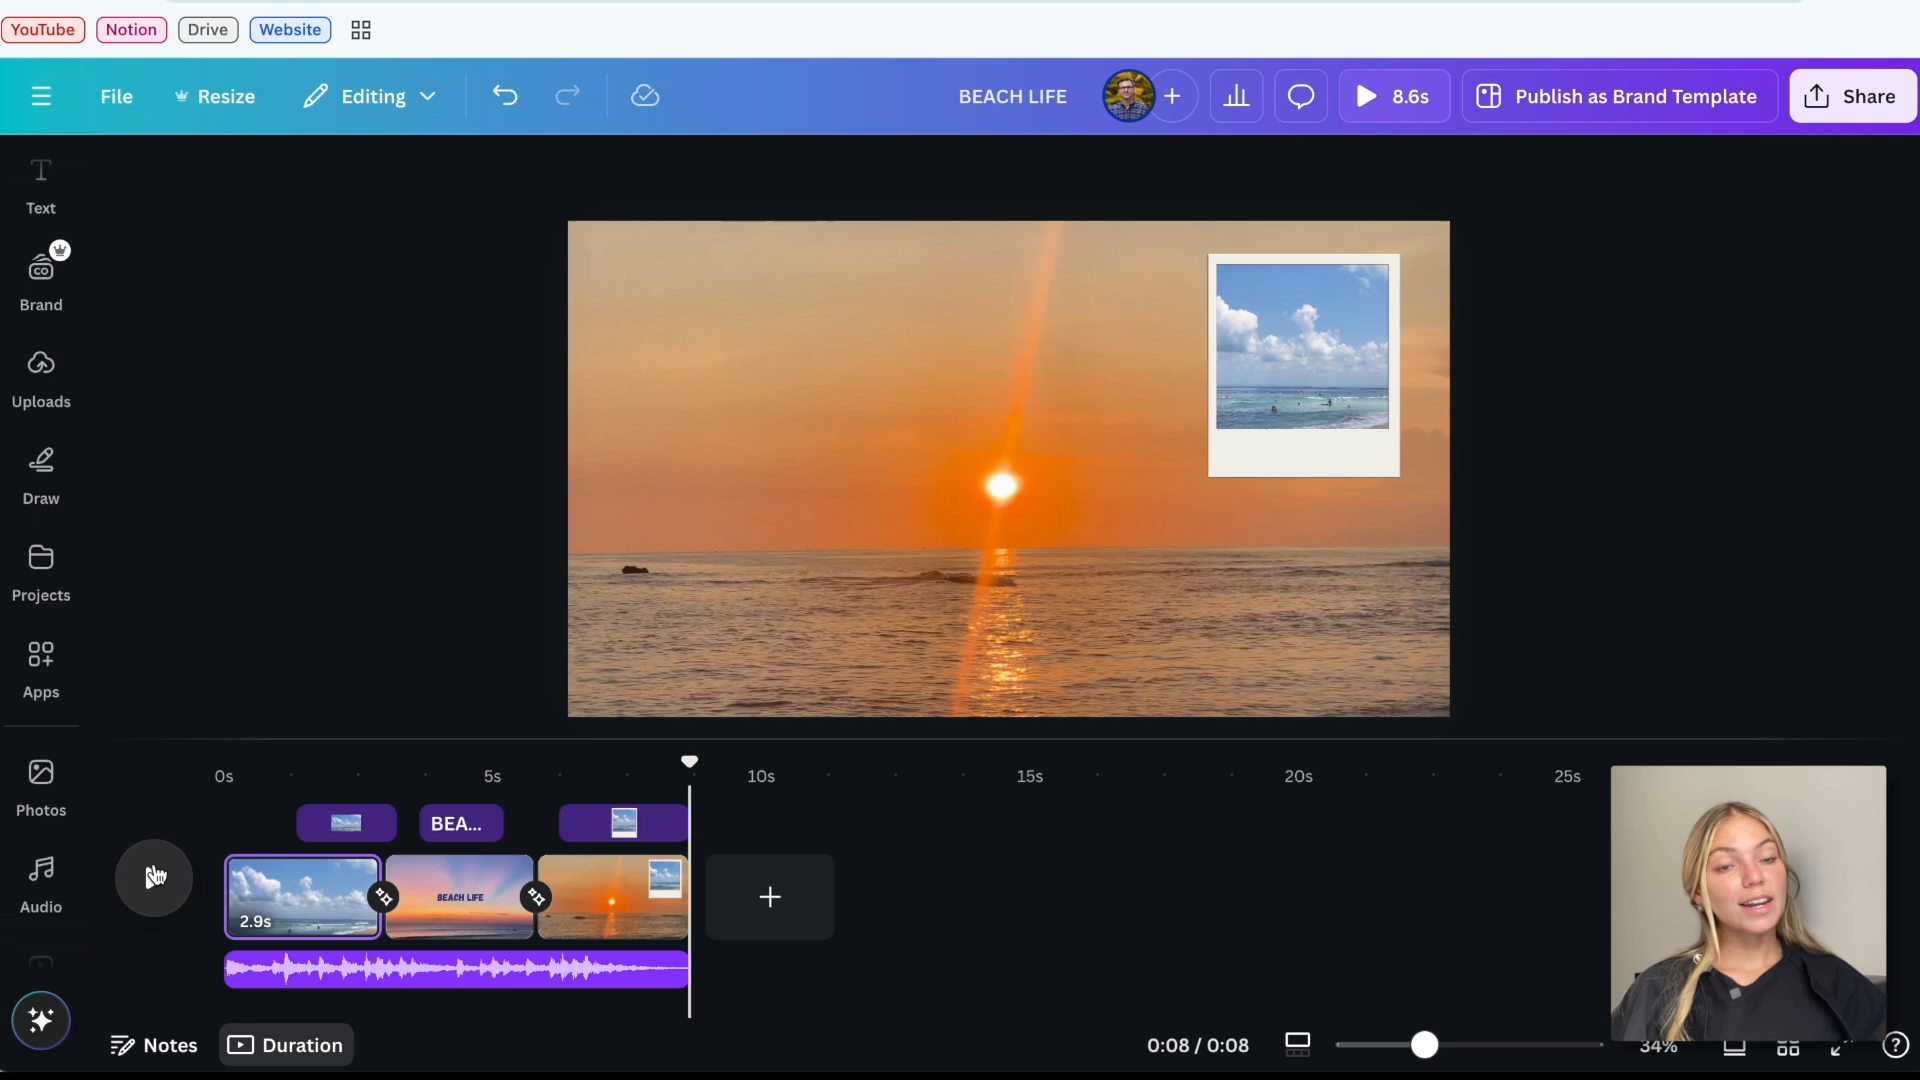 YouTube Notion Drive Website
File Resize Editing BEACH LIFE + 8.6s Publish as Brand Template Share
Text
Brand
Uploads
Draw
Projects
Apps
Photos
Audio
0s 5s 10s 15s 20s 25s
BEA...
BEACH LIFE
2.9s
Notes Duration 0:08 / 0:08 34% ?